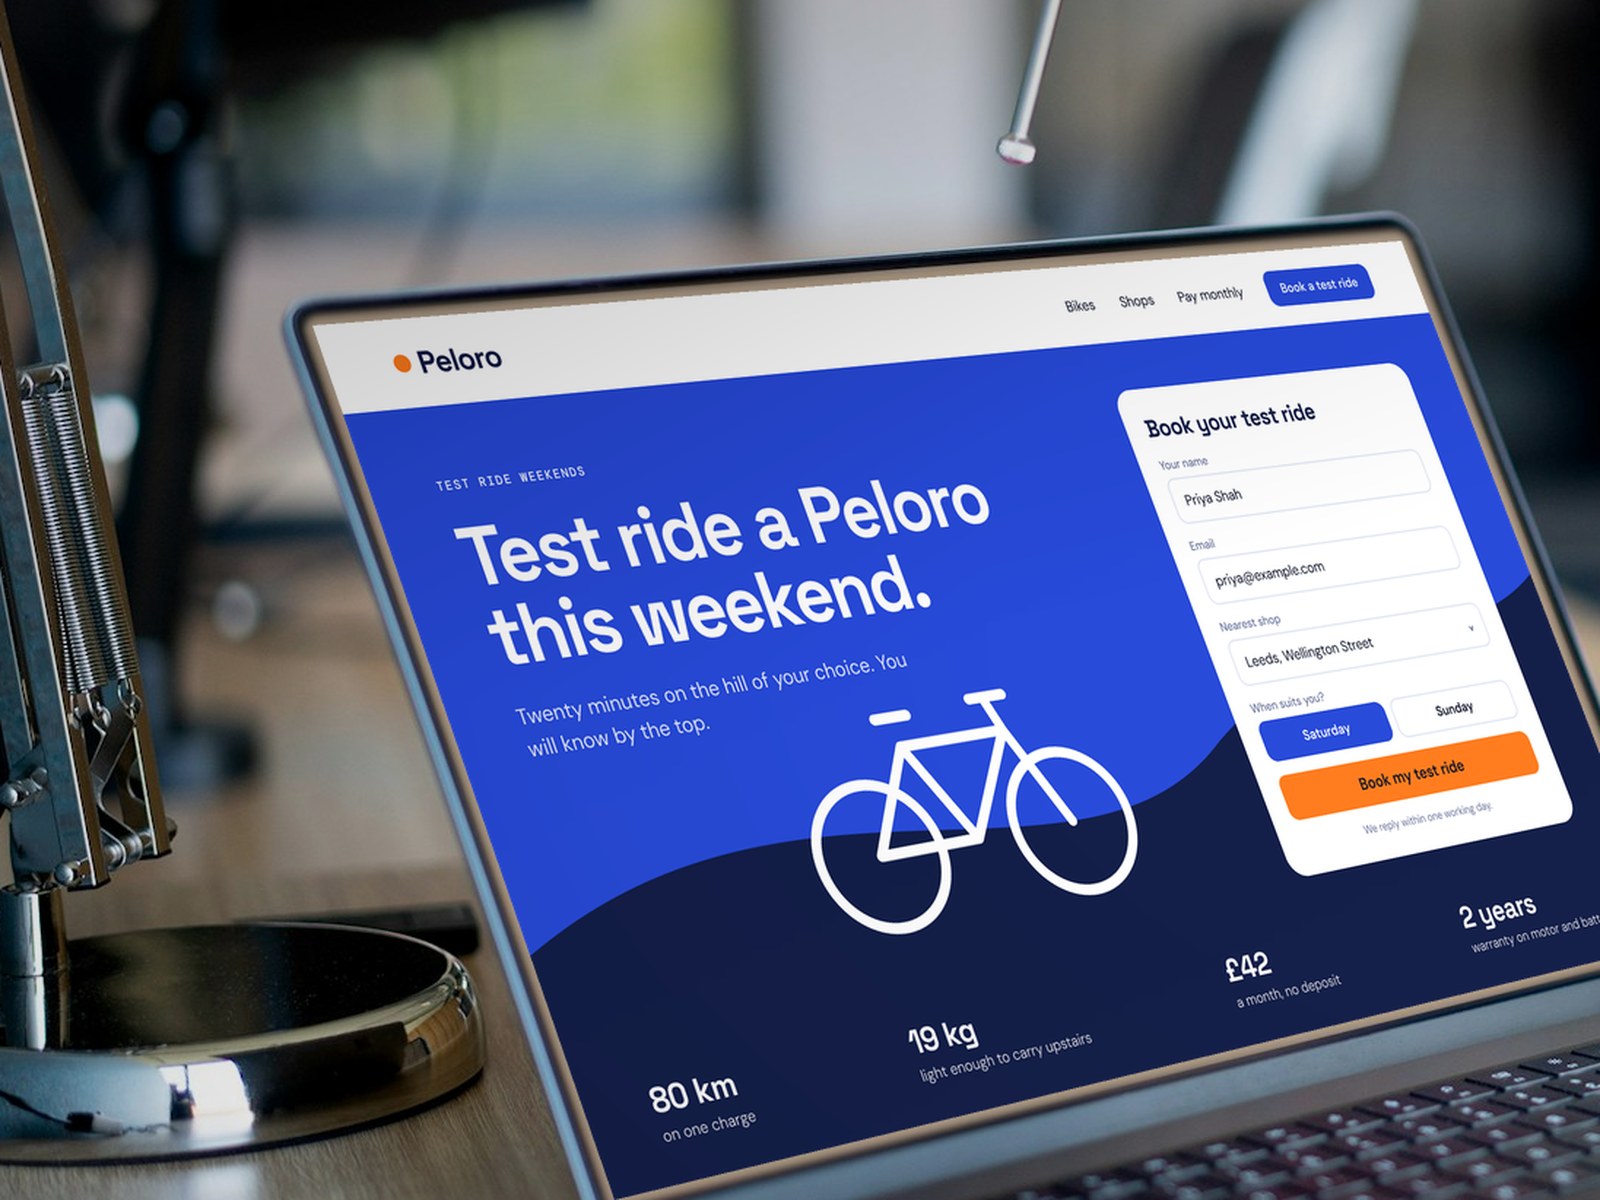 Peloro
Bikes
Shops
Pay monthly
Book a test ride
TEST RIDE WEEKENDS
Test ride a Peloro
this weekend.
Twenty minutes on the hill of your choice. You
will know by the top.
Book your test ride
Your name
Priya Shah
Email
priya@example.com
Nearest shop
Leeds, Wellington Street
When suits you?
Saturday
Sunday
Book my test ride
We reply within one working day.
80 km
on one charge
19 kg
light enough to carry upstairs
£42
a month, no deposit
2 years
warranty on motor and